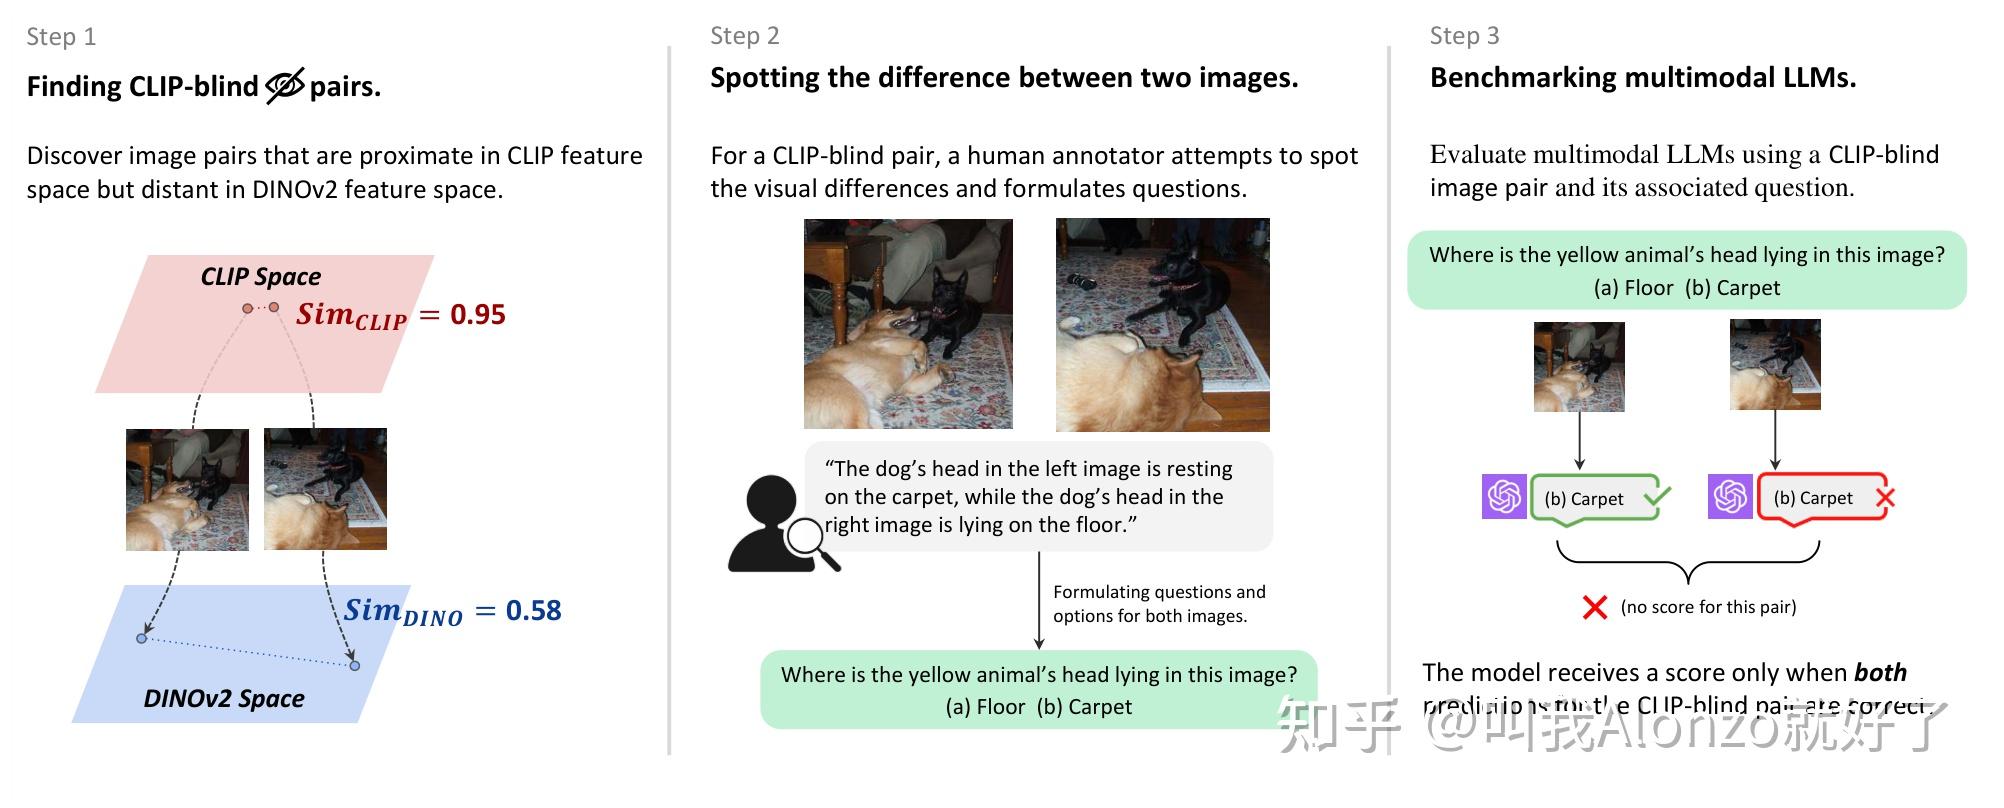 Step 1
Finding CLIP-blind pairs.
Discover image pairs that are proximate in CLIP feature
space but distant in DINOv2 feature space.
CLIP Space
Sim_CLIP = 0.95
Sim_DINO = 0.58
DINOv2 Space
Step 2
Spotting the difference between two images.
For a CLIP-blind pair, a human annotator attempts to spot
the visual differences and formulates questions.
“The dog’s head in the left image is resting
on the carpet, while the dog’s head in the
right image is lying on the floor.”
Formulating questions and
options for both images.
Where is the yellow animal’s head lying in this image?
(a) Floor (b) Carpet
Step 3
Benchmarking multimodal LLMs.
Evaluate multimodal LLMs using a CLIP-blind
image pair and its associated question.
Where is the yellow animal’s head lying in this image?
(a) Floor (b) Carpet
(b) Carpet
(b) Carpet
(no score for this pair)
The model receives a score only when both
predictions for the CLIP-blind pair are correct.
知乎 @叫我Alonzo就好了